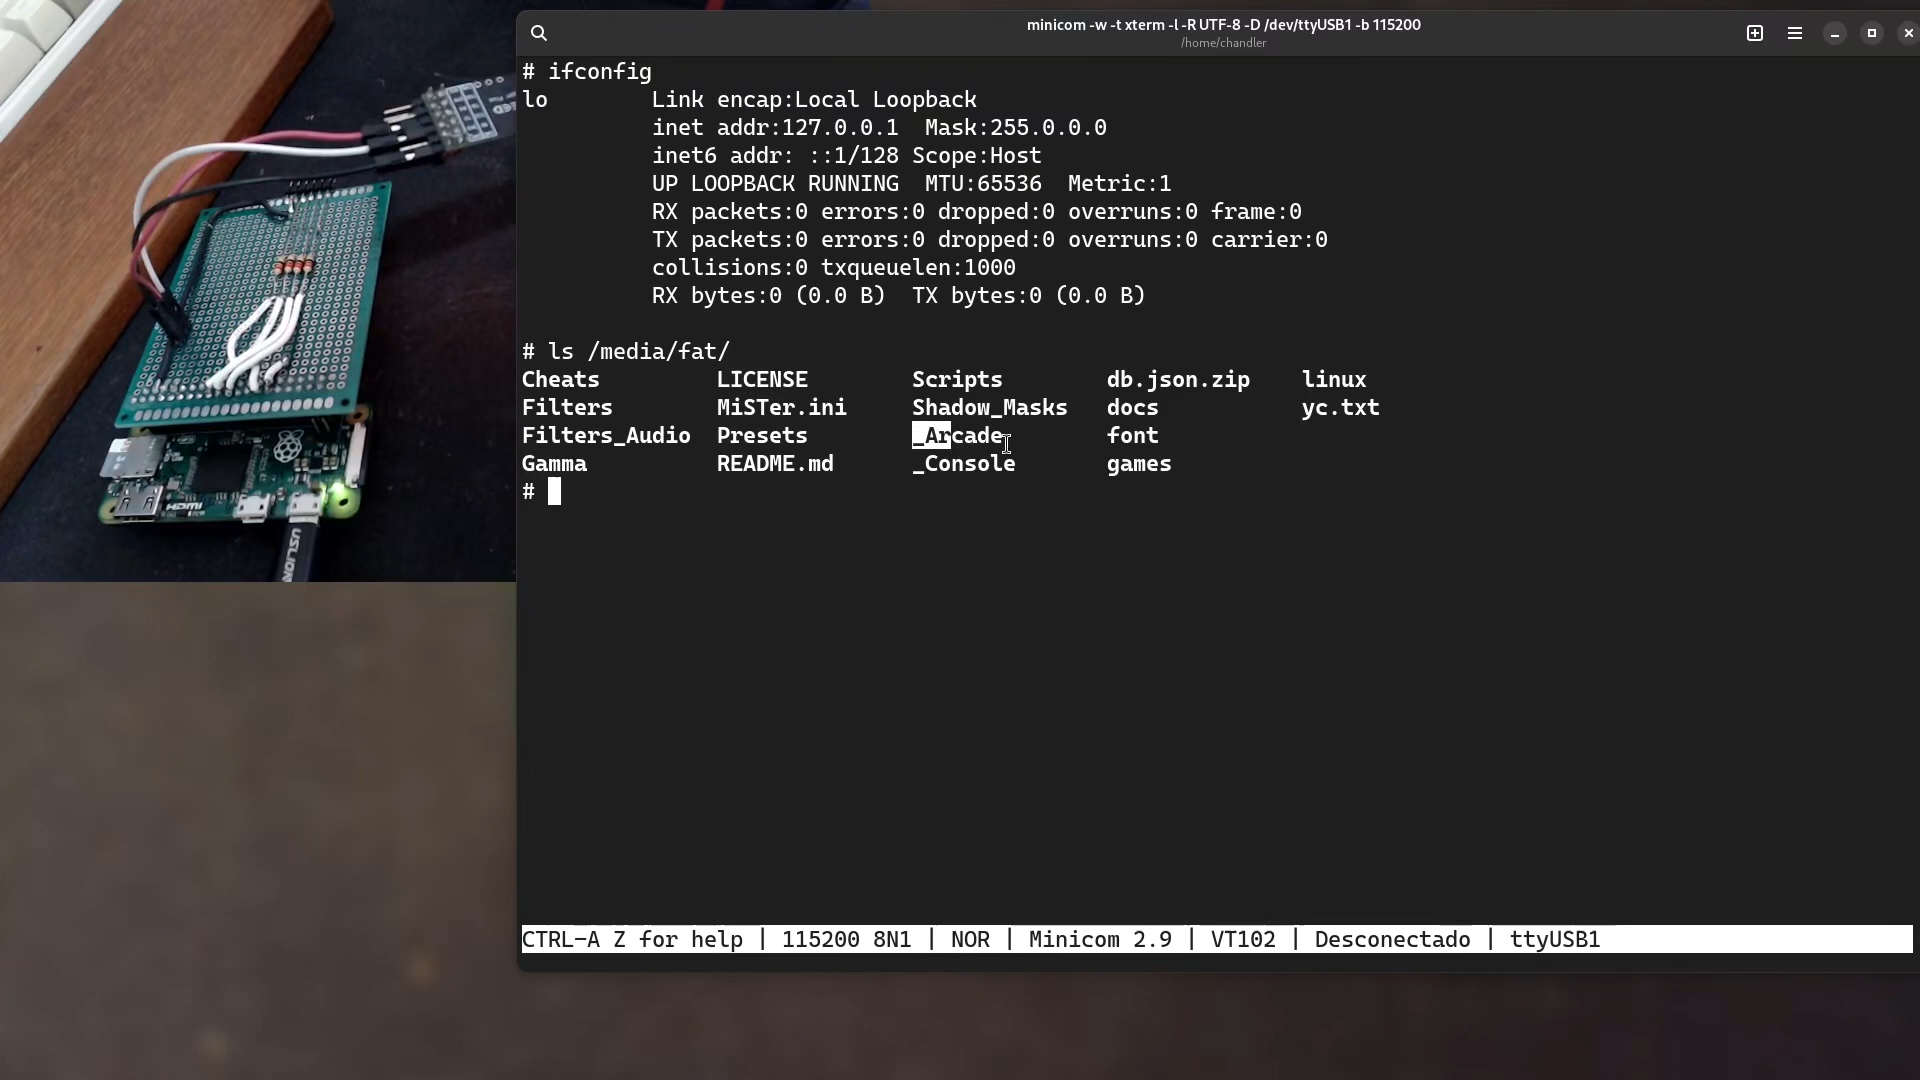 minicom -w -t xterm -l -R UTF-8 -D /dev/ttyUSB1 -b 115200
/home/chandler
# ifconfig
lo        Link encap:Local Loopback
          inet addr:127.0.0.1  Mask:255.0.0.0
          inet6 addr: ::1/128 Scope:Host
          UP LOOPBACK RUNNING  MTU:65536  Metric:1
          RX packets:0 errors:0 dropped:0 overruns:0 frame:0
          TX packets:0 errors:0 dropped:0 overruns:0 carrier:0
          collisions:0 txqueuelen:1000
          RX bytes:0 (0.0 B)  TX bytes:0 (0.0 B)
# ls /media/fat/
Cheats         LICENSE        Scripts        db.json.zip    linux
Filters        MiSTer.ini     Shadow_Masks   docs           yc.txt
Filters_Audio  Presets        _Arcade        font
Gamma          README.md      _Console       games
#
CTRL-A Z for help | 115200 8N1 | NOR | Minicom 2.9 | VT102 | Desconectado | ttyUSB1
HDMI
USLION